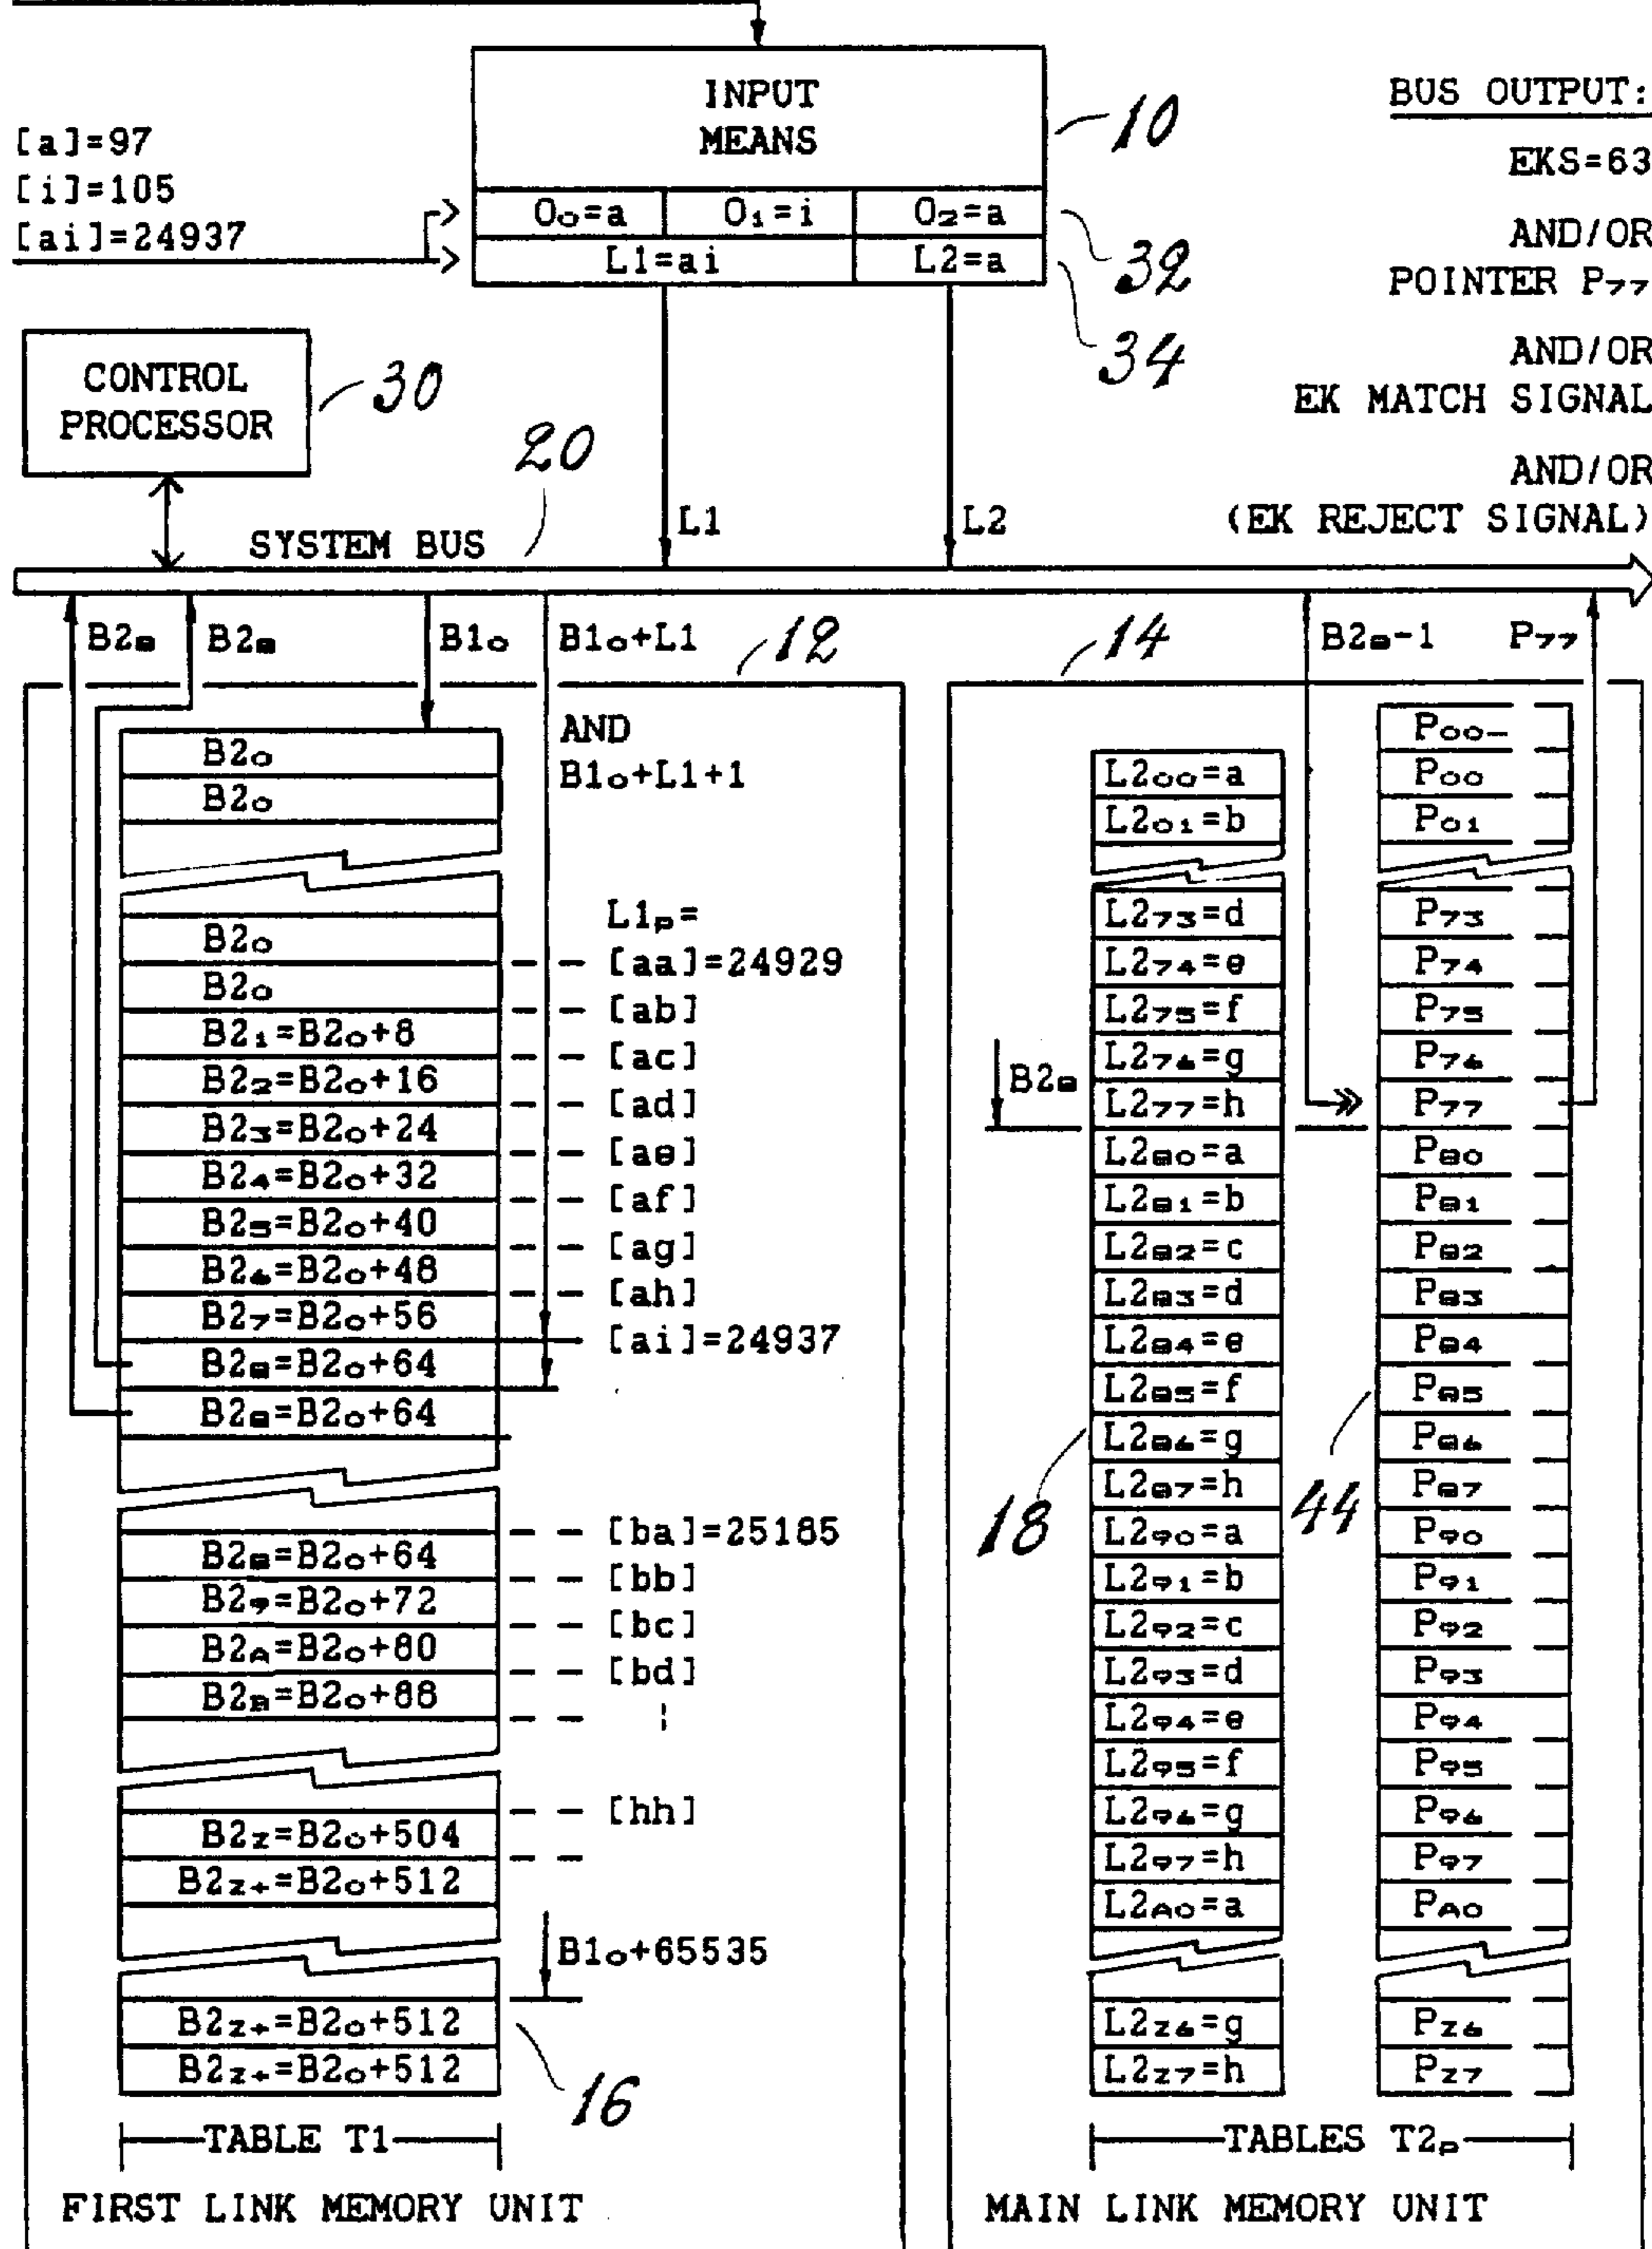 INPUT
MEANS
10
BUS OUTPUT:
[a]=97
[i]=105
[ai]=24937
EKS=63
O₀=a O₁=i O₂=a
32
AND/OR
L1=ai L2=a
34
POINTER P₇₇
AND/OR
EK MATCH SIGNAL
CONTROL
PROCESSOR
30
20
AND/OR
(EK REJECT SIGNAL)
SYSTEM BUS
L1
L2
B2₈
B2₈
B1₀
B1₀+L1
12
14
B2₈-1
P₇₇
AND
B1₀+L1+1
B2₀
B2₀
B2₀
B2₀
B2₁=B2₀+8
B2₂=B2₀+16
B2₃=B2₀+24
B2₄=B2₀+32
B2₅=B2₀+40
B2₆=B2₀+48
B2₇=B2₀+56
B2₈=B2₀+64
B2₈=B2₀+64
B2₈=B2₀+64
B2₉=B2₀+72
B2ᴀ=B2₀+80
B2ʙ=B2₀+88
B2z=B2₀+504
B2z₊=B2₀+512
B2z₊=B2₀+512
B2z₊=B2₀+512
L1ₚ=
[aa]=24929
[ab]
[ac]
[ad]
[ae]
[af]
[ag]
[ah]
[ai]=24937
[ba]=25185
[bb]
[bc]
[bd]
[hh]
B1₀+65535
16
TABLE T1
FIRST LINK MEMORY UNIT
B2₈
L2₀₀=a
L2₀₁=b
L2₇₃=d
L2₇₄=e
L2₇₅=f
L2₇₆=g
L2₇₇=h
L2₈₀=a
L2₈₁=b
L2₈₂=c
L2₈₃=d
L2₈₄=e
L2₈₅=f
L2₈₆=g
L2₈₇=h
L2₉₀=a
L2₉₁=b
L2₉₂=c
L2₉₃=d
L2₉₄=e
L2₉₅=f
L2₉₆=g
L2₉₇=h
L2ᴀ₀=a
L2z₆=g
L2z₇=h
18
44
P₀₀₋
P₀₀
P₀₁
P₇₃
P₇₄
P₇₅
P₇₆
P₇₇
P₈₀
P₈₁
P₈₂
P₈₃
P₈₄
P₈₅
P₈₆
P₈₇
P₉₀
P₉₁
P₉₂
P₉₃
P₉₄
P₉₅
P₉₆
P₉₇
Pᴀ₀
Pz₆
Pz₇
TABLES T2ₚ
MAIN LINK MEMORY UNIT